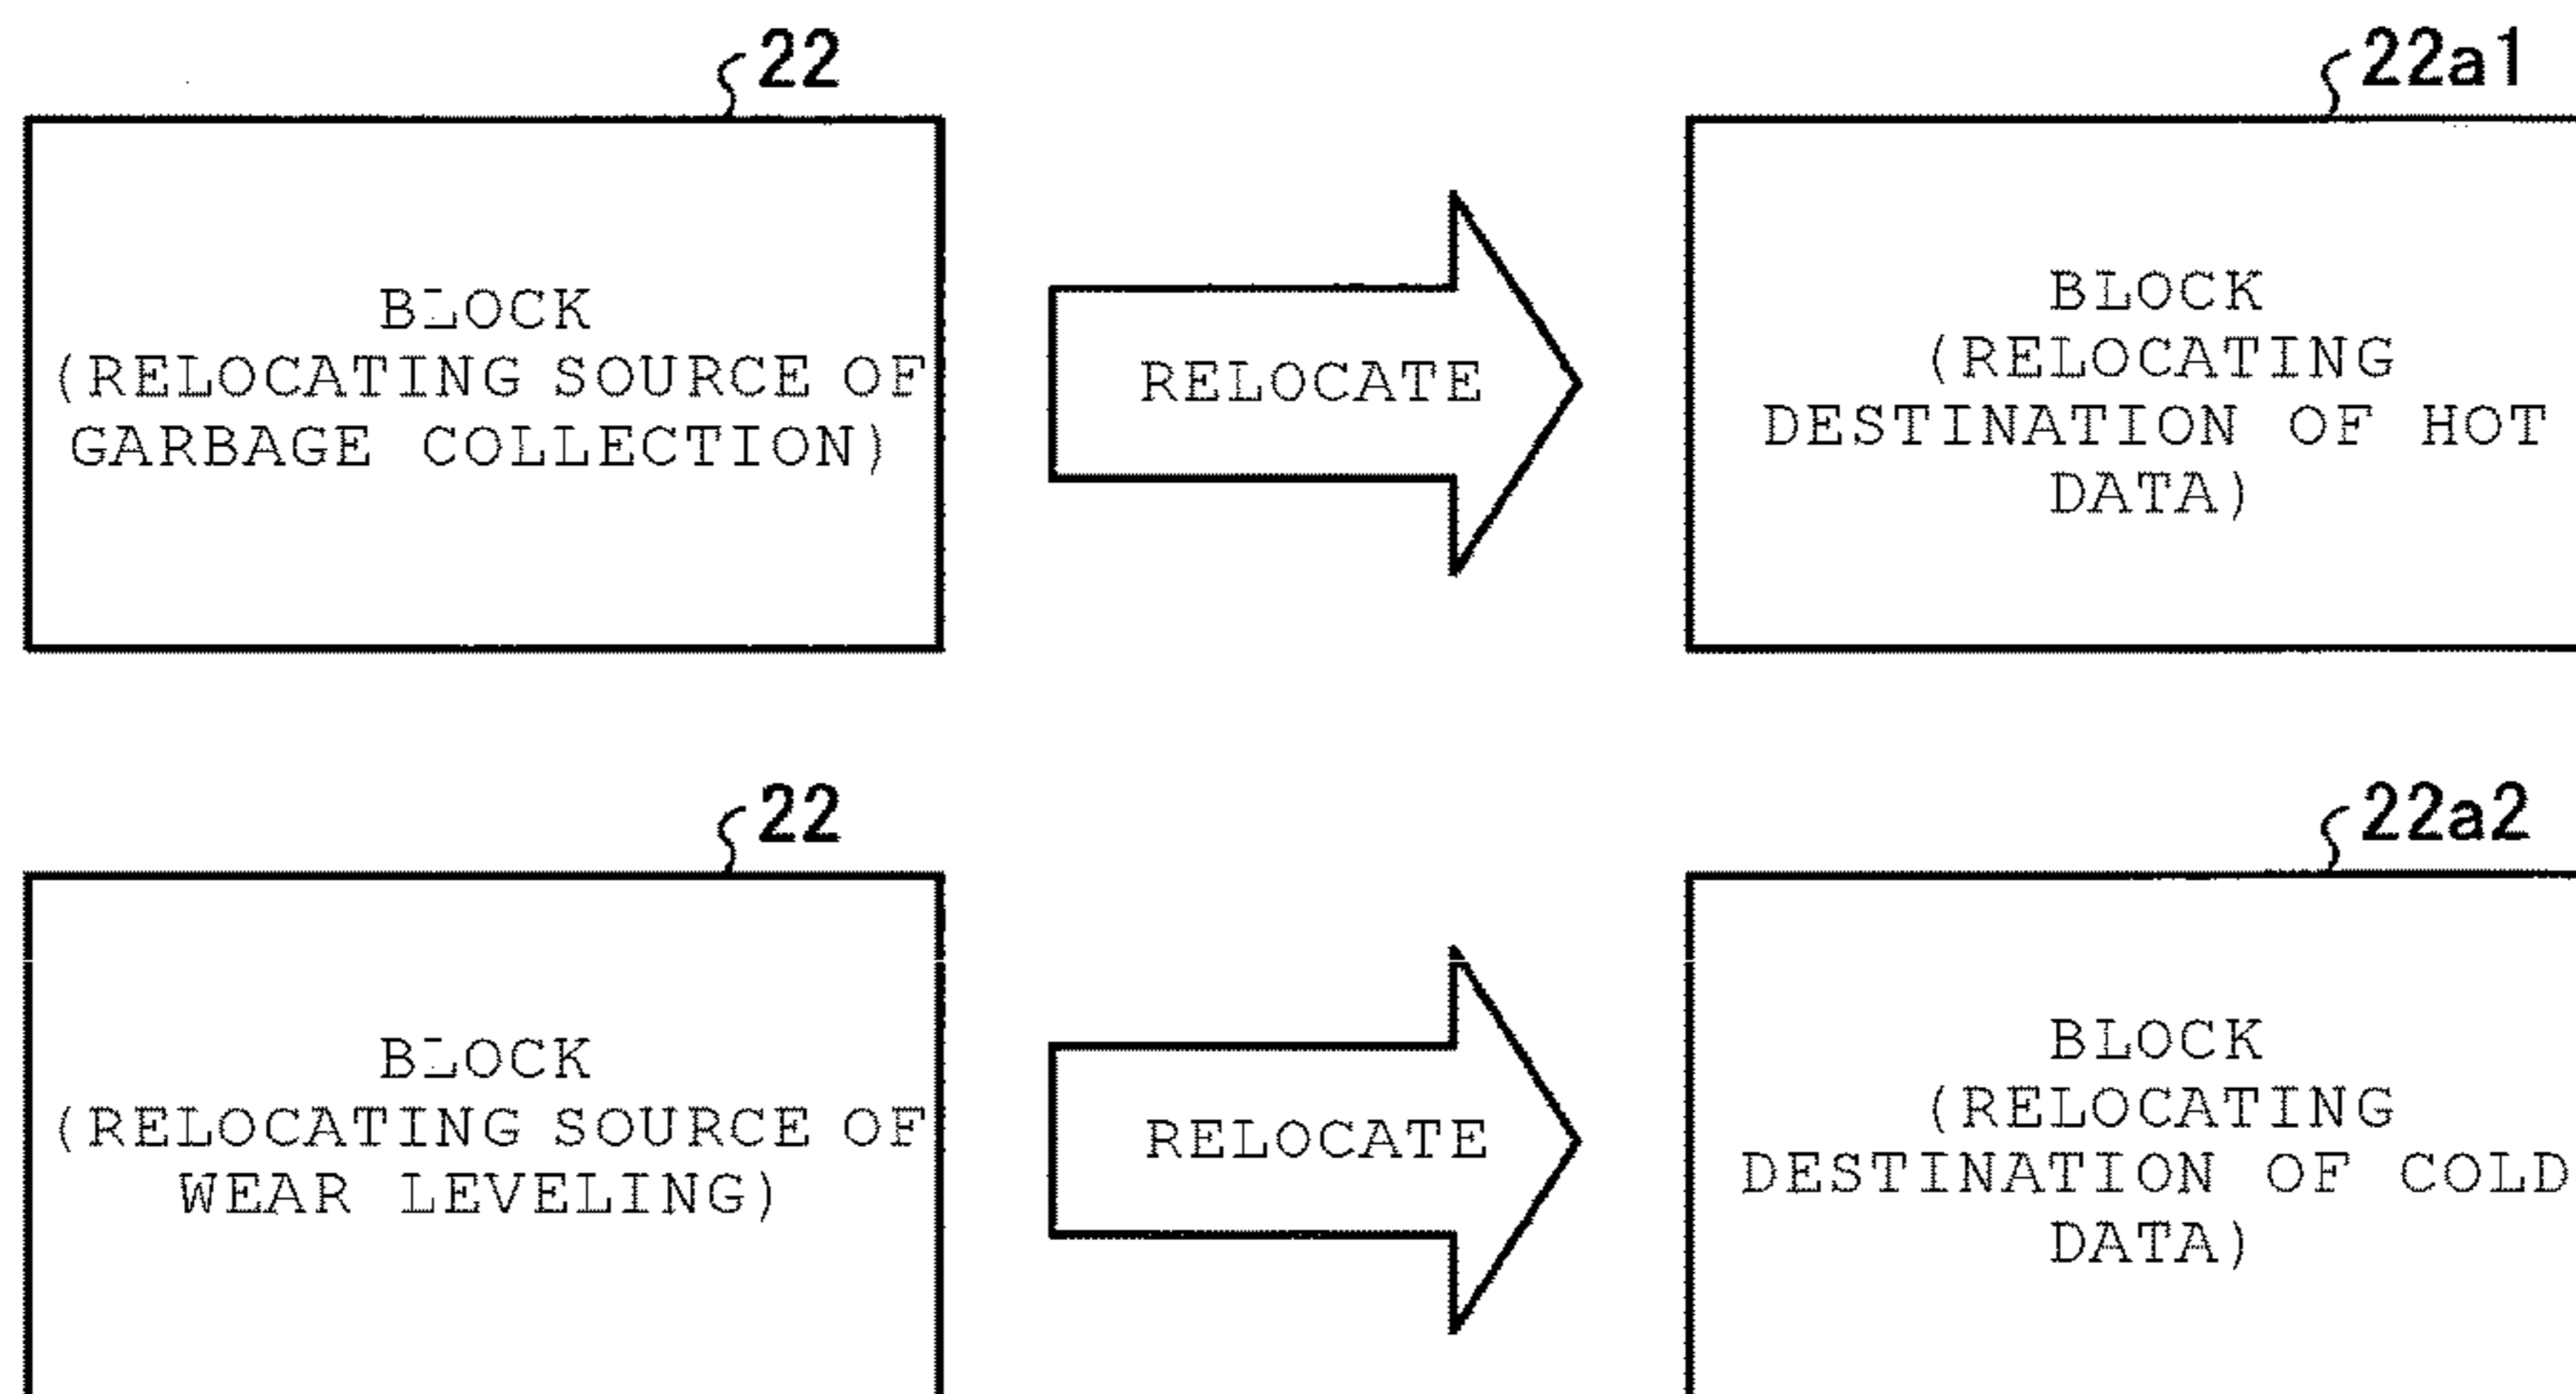 22
BLOCK
(RELOCATING SOURCE OF
GARBAGE COLLECTION)
RELOCATE
22a1
BLOCK
(RELOCATING
DESTINATION OF HOT
DATA)
22
BLOCK
(RELOCATING SOURCE OF
WEAR LEVELING)
RELOCATE
22a2
BLOCK
(RELOCATING
DESTINATION OF COLD
DATA)